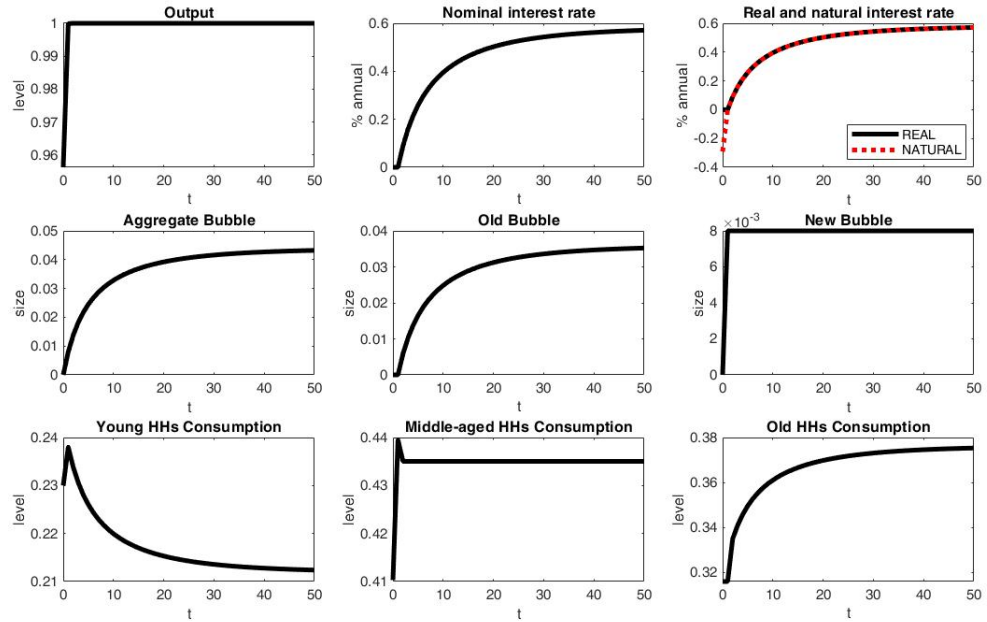 Output
1
0.99
0.98
0.97
0.96
level
0 10 20 30 40 50
t
Nominal interest rate
0.6
0.4
0.2
0
% annual
0 10 20 30 40 50
t
Real and natural interest rate
0.6
0.4
0.2
0
-0.2
-0.4
% annual
REAL
NATURAL
0 10 20 30 40 50
t
Aggregate Bubble
0.05
0.04
0.03
0.02
0.01
0
size
0 10 20 30 40 50
t
Old Bubble
0.04
0.03
0.02
0.01
0
size
0 10 20 30 40 50
t
New Bubble
×10-3
8
6
4
2
0
size
0 10 20 30 40 50
t
Young HHs Consumption
0.24
0.23
0.22
0.21
level
0 10 20 30 40 50
t
Middle-aged HHs Consumption
0.44
0.43
0.42
0.41
level
0 10 20 30 40 50
t
Old HHs Consumption
0.38
0.36
0.34
0.32
level
0 10 20 30 40 50
t